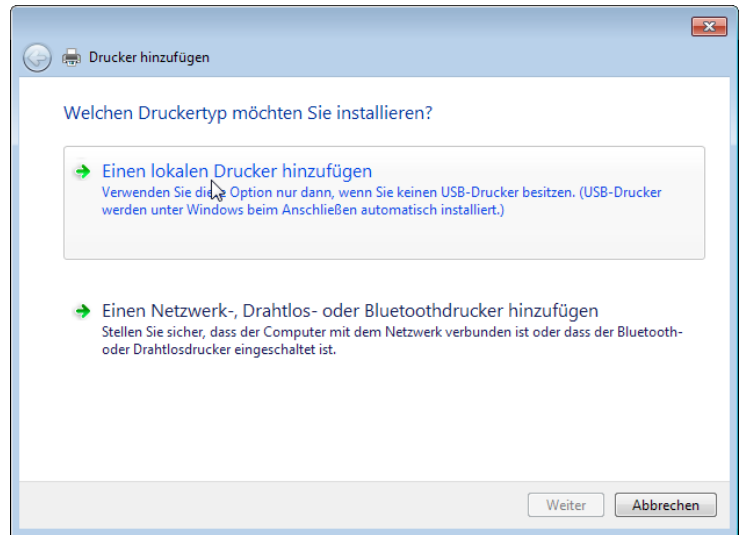 Drucker hinzufügen
Welchen Druckertyp möchten Sie installieren?
Einen lokalen Drucker hinzufügen
Verwenden Sie diese Option nur dann, wenn Sie keinen USB-Drucker besitzen. (USB-Drucker
werden unter Windows beim Anschließen automatisch installiert.)
Einen Netzwerk-, Drahtlos- oder Bluetoothdrucker hinzufügen
Stellen Sie sicher, dass der Computer mit dem Netzwerk verbunden ist oder dass der Bluetooth-
oder Drahtlosdrucker eingeschaltet ist.
Weiter
Abbrechen